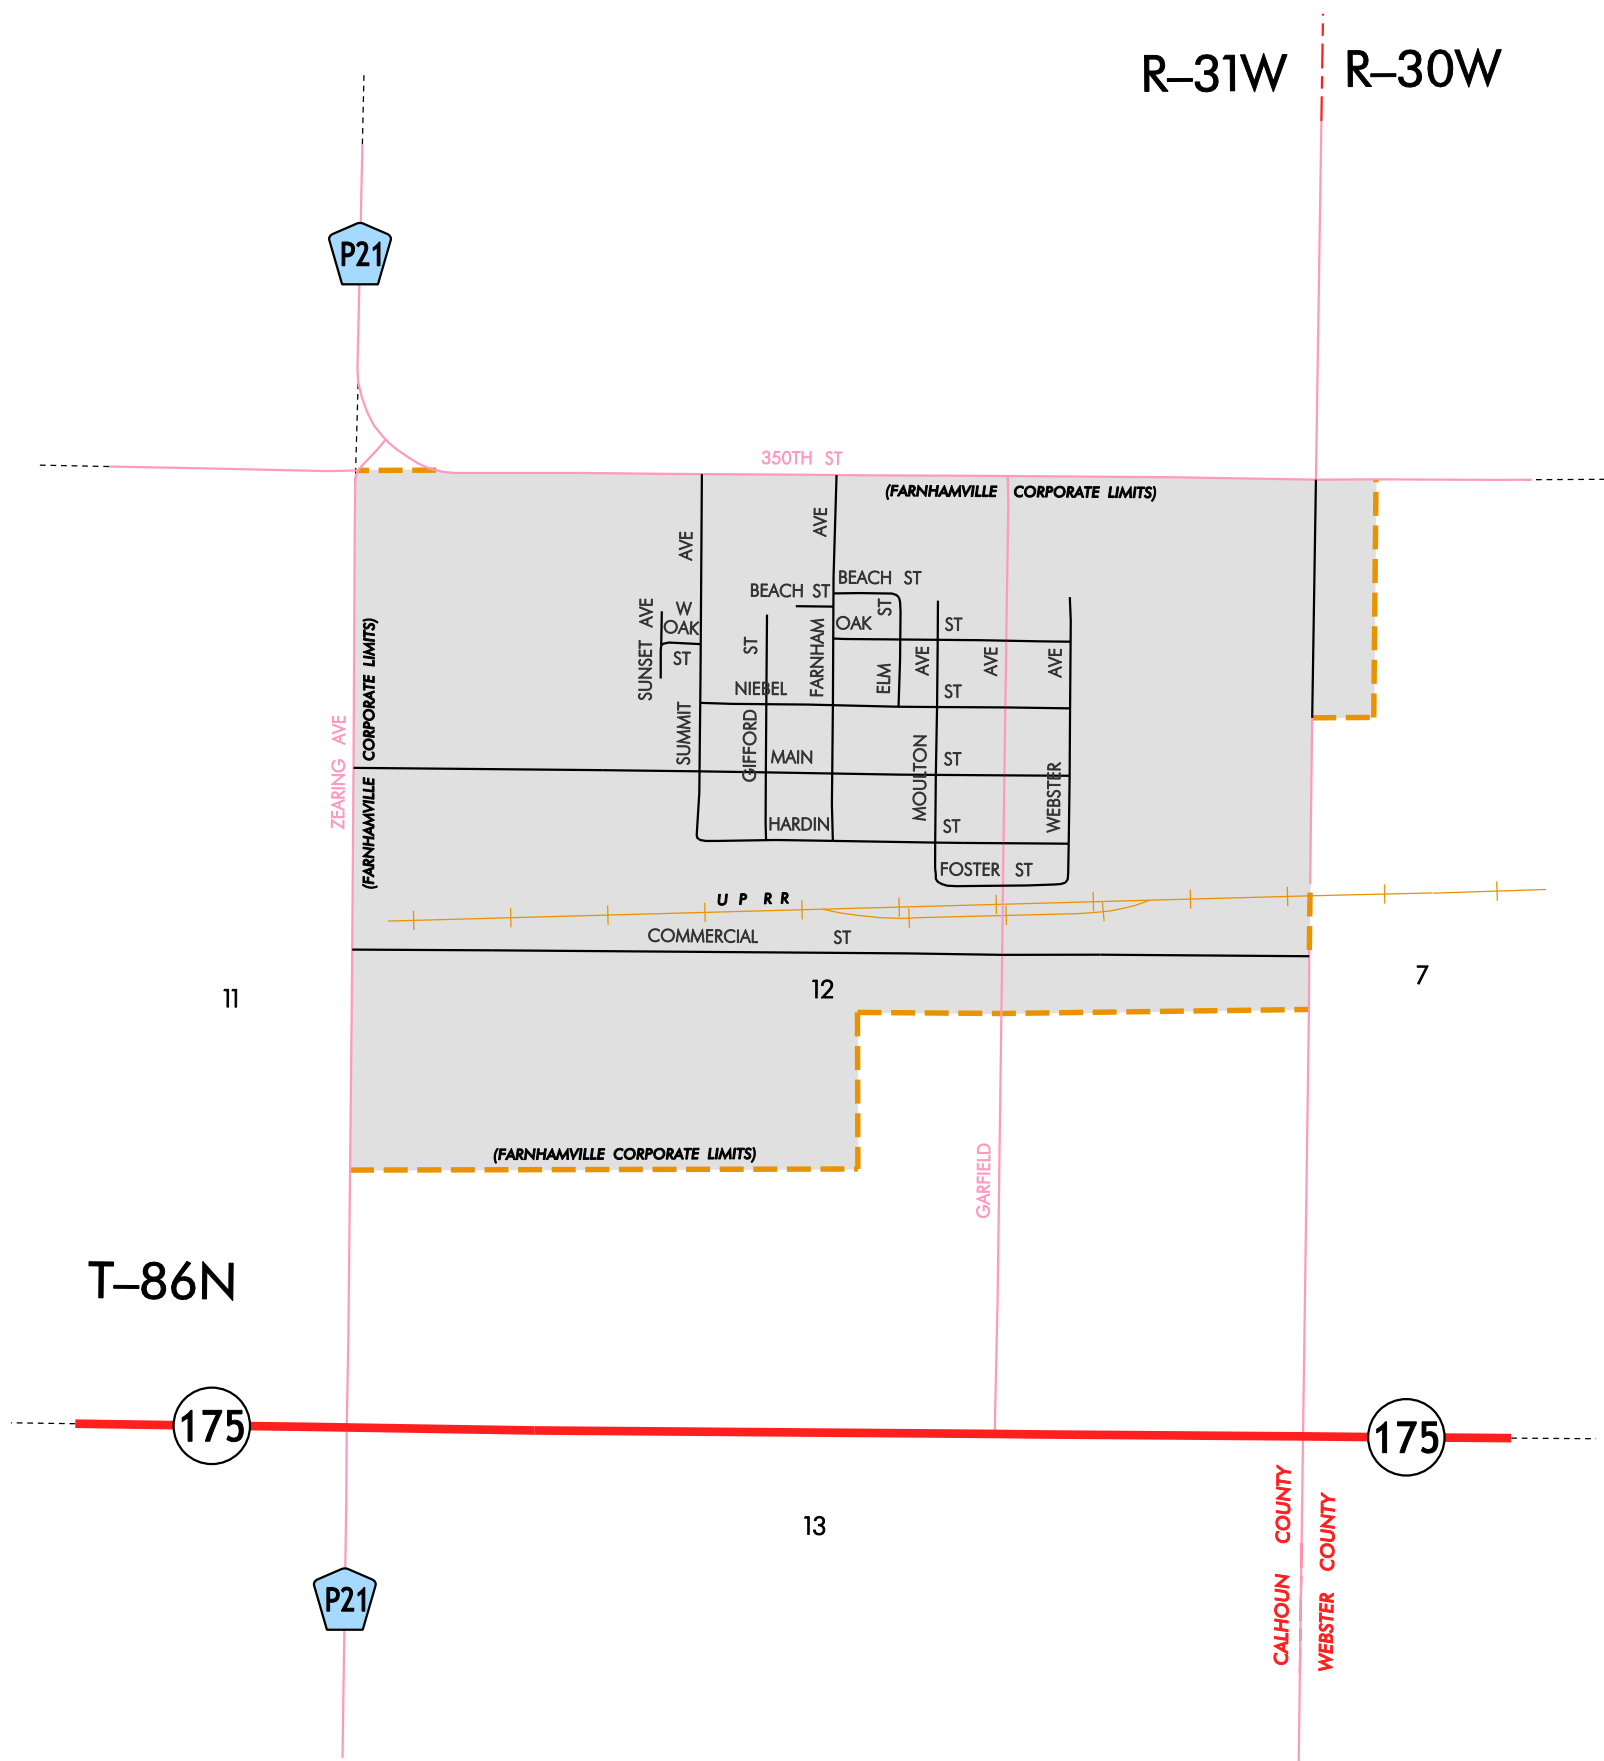 R–31W
R–30W
P21
350TH ST
(FARNHAMVILLE CORPORATE LIMITS)
SUMMIT AVE
FARNHAM AVE
BEACH ST
BEACH ST
SUNSET AVE
W
OAK
ST
GIFFORD ST
OAK ST
ELM ST
MOULTON AVE
GARFIELD AVE
WEBSTER AVE
NIEBEL ST
ZEARING AVE
(FARNHAMVILLE CORPORATE LIMITS)
MAIN ST
HARDIN ST
FOSTER ST
U P R R
COMMERCIAL ST
11
12
7
(FARNHAMVILLE CORPORATE LIMITS)
T–86N
175
175
13
CALHOUN COUNTY
WEBSTER COUNTY
P21